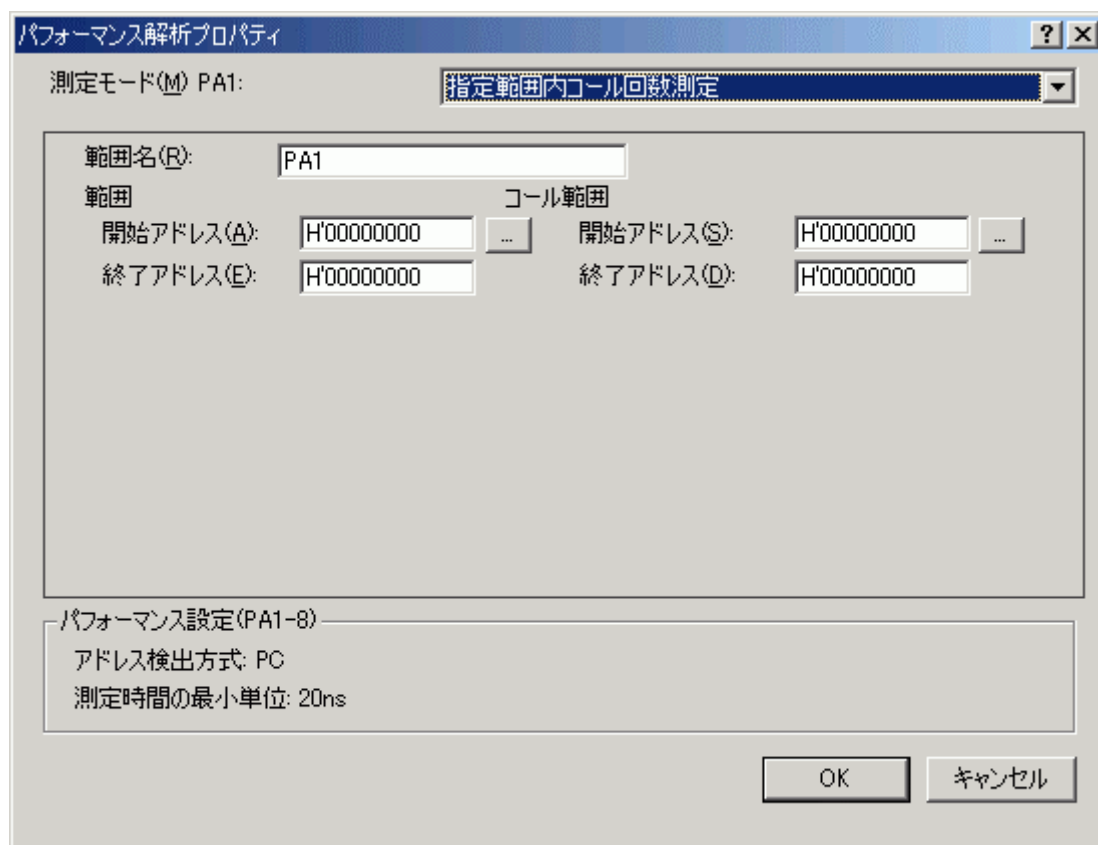 パフォーマンス解析プロパティ
測定モード(M) PA1: 指定範囲内コール回数測定
範囲名(R): PA1
範囲 コール範囲
開始アドレス(A): H'00000000 ... 開始アドレス(S): H'00000000 ...
終了アドレス(E): H'00000000 終了アドレス(D): H'00000000
パフォーマンス設定(PA1-8)
アドレス検出方式: PC
測定時間の最小単位: 20ns
OK キャンセル